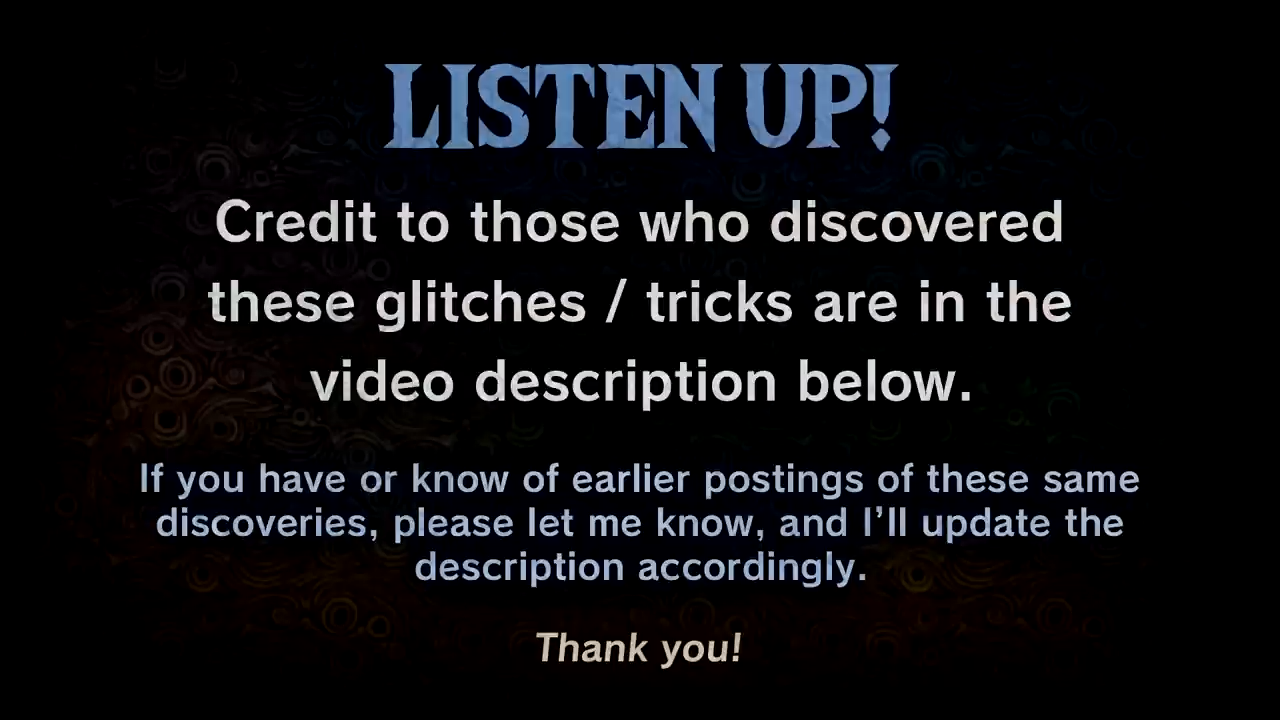 LISTEN UP!
Credit to those who discovered
these glitches / tricks are in the
video description below.
If you have or know of earlier postings of these same
discoveries, please let me know, and I’ll update the
description accordingly.
Thank you!